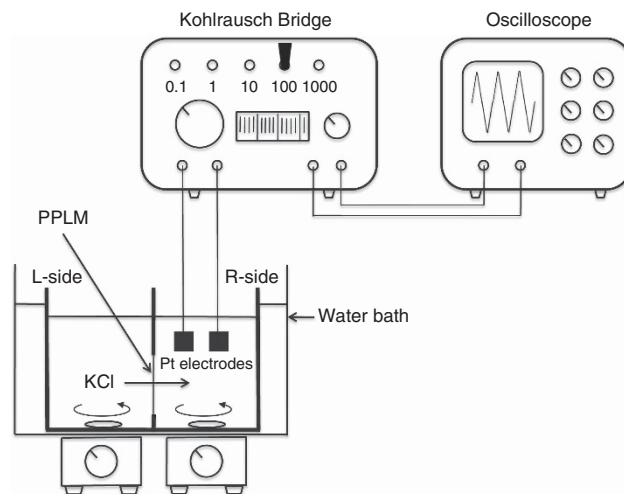 Kohlrausch Bridge
Oscilloscope
0.1 1 10 100 1000
PPLM
L-side
R-side
Water bath
Pt electrodes
KCl